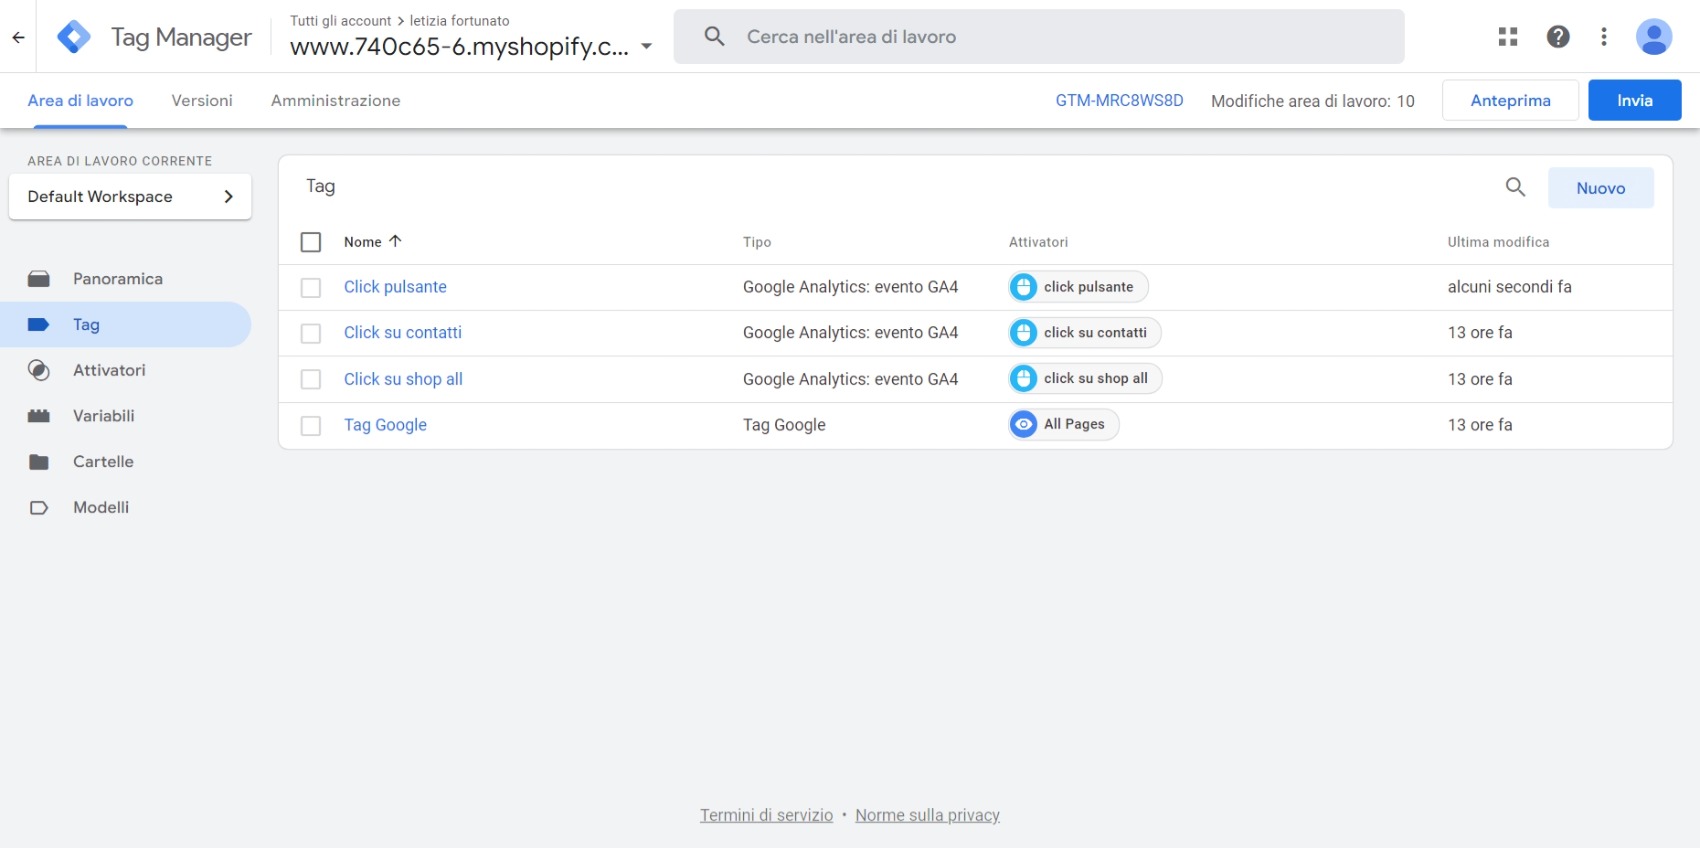 Tag Manager
Tutti gli account > letizia fortunato
www.740c65-6.myshopify.c...
Cerca nell'area di lavoro
Area di lavoro
Versioni
Amministrazione
GTM-MRC8WS8D
Modifiche area di lavoro: 10
Anteprima
Invia
AREA DI LAVORO CORRENTE
Default Workspace
Panoramica
Tag
Attivatori
Variabili
Cartelle
Modelli
Tag
Nuovo
Nome Tipo Attivatori Ultima modifica
Click pulsante Google Analytics: evento GA4 click pulsante alcuni secondi fa
Click su contatti Google Analytics: evento GA4 click su contatti 13 ore fa
Click su shop all Google Analytics: evento GA4 click su shop all 13 ore fa
Tag Google Tag Google All Pages 13 ore fa
Termini di servizio · Norme sulla privacy